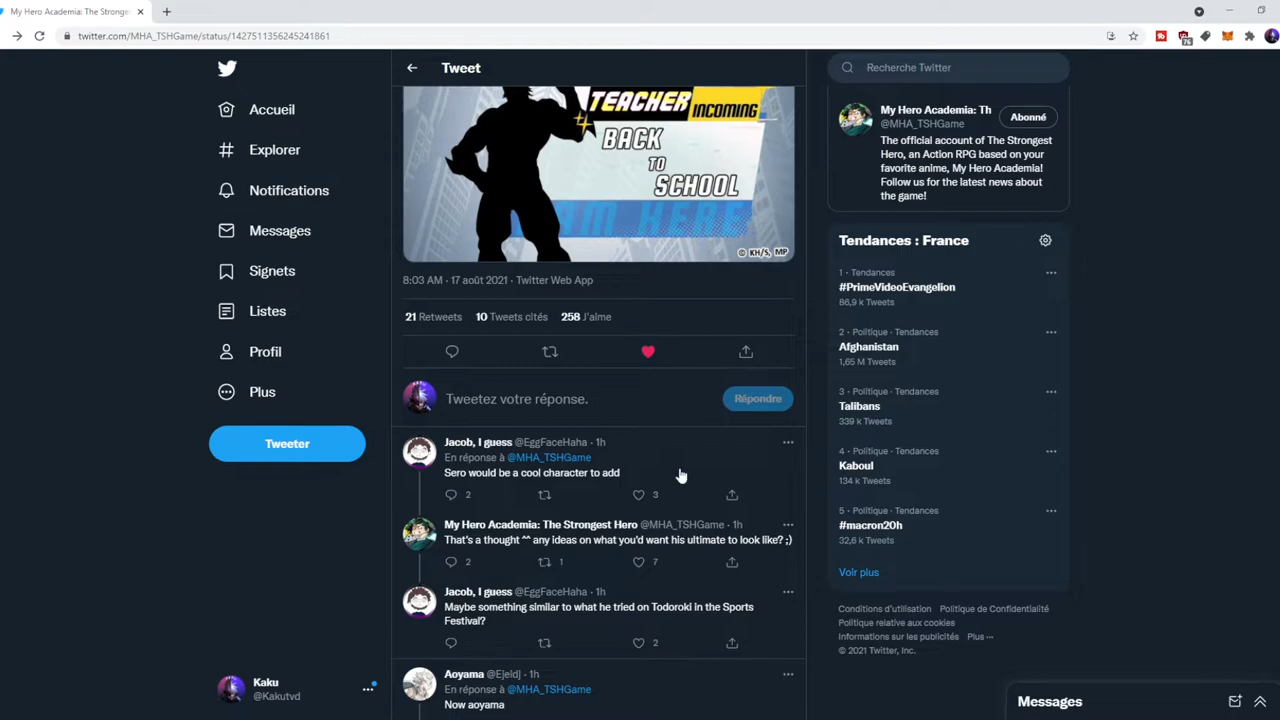 My Hero Academia: The Stronges
twitter.com/MHA_TSHGame/status/1427511356245241861
76
Accueil
Explorer
Notifications
Messages
Signets
Listes
Profil
Plus
Tweeter
Kaku
@Kakutvd
Tweet
TEACHER INCOMING
BACK
TO
SCHOOL
I AM HERE
© KH/S, MP
8:03 AM · 17 août 2021 · Twitter Web App
21 Retweets 10 Tweets cités 258 J'aime
Tweetez votre réponse.
Répondre
Jacob, I guess @EggFaceHaha · 1h
En réponse à @MHA_TSHGame
Sero would be a cool character to add
2 3
My Hero Academia: The Strongest Hero @MHA_TSHGame · 1h
That's a thought ^^ any ideas on what you'd want his ultimate to look like? ;)
2 1 7
Jacob, I guess @EggFaceHaha · 1h
Maybe something similar to what he tried on Todoroki in the Sports
Festival?
2
Aoyama @Ejeldj · 1h
En réponse à @MHA_TSHGame
Now aoyama
Recherche Twitter
My Hero Academia: Th
@MHA_TSHGame
Abonné
The official account of The Strongest
Hero, an Action RPG based on your
favorite anime, My Hero Academia!
Follow us for the latest news about
the game!
Tendances : France
1 · Tendances
#PrimeVideoEvangelion
86,9 k Tweets
2 · Politique · Tendances
Afghanistan
1,65 M Tweets
3 · Politique · Tendances
Talibans
339 k Tweets
4 · Politique · Tendances
Kaboul
134 k Tweets
5 · Politique · Tendances
#macron20h
32,6 k Tweets
Voir plus
Conditions d'utilisation Politique de Confidentialité
Politique relative aux cookies
Informations sur les publicités Plus ···
© 2021 Twitter, Inc.
Messages